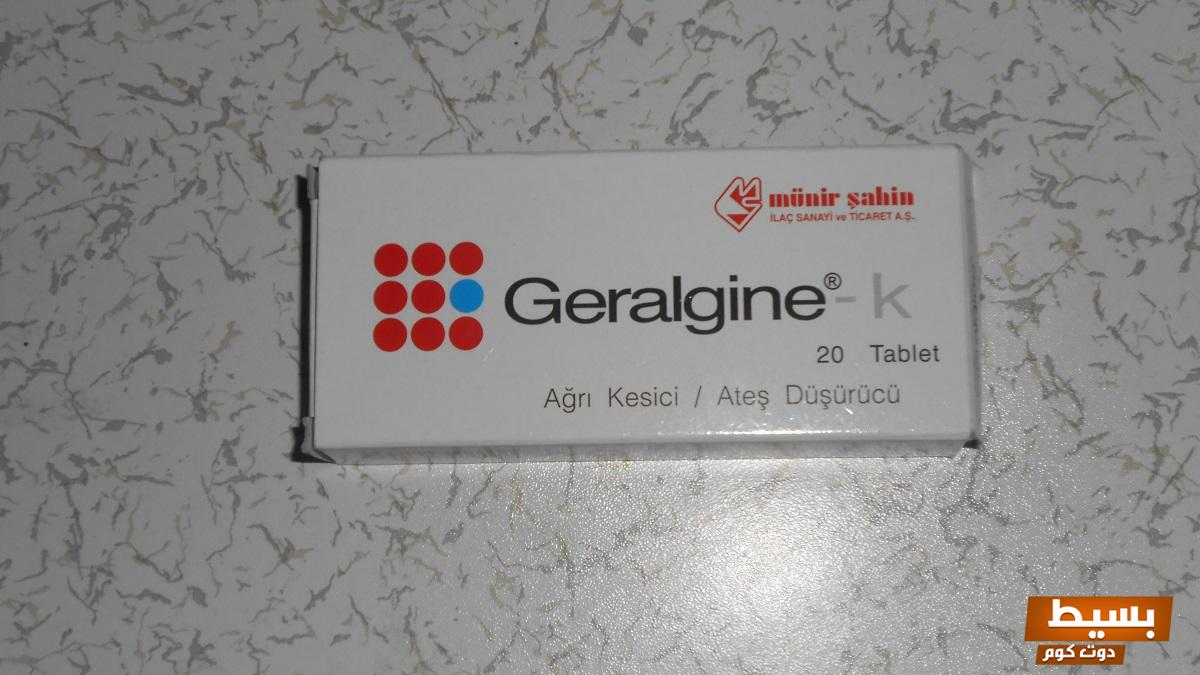 münir şahin
İLAÇ SANAYİ ve TİCARET A.Ş.
Geralgine®-k
20 Tablet
Ağrı Kesici / Ateş Düşürücü
بسيط
دوت كوم